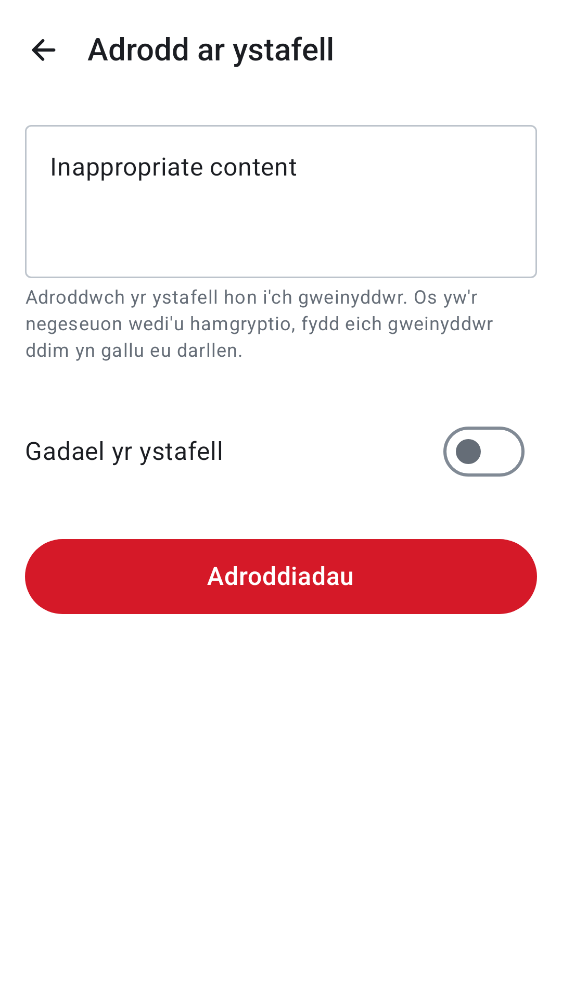 Adrodd ar ystafell
Inappropriate content
Adroddwch yr ystafell hon i'ch gweinyddwr. Os yw'r
negeseuon wedi'u hamgryptio, fydd eich gweinyddwr
ddim yn gallu eu darllen.
Gadael yr ystafell
Adroddiadau